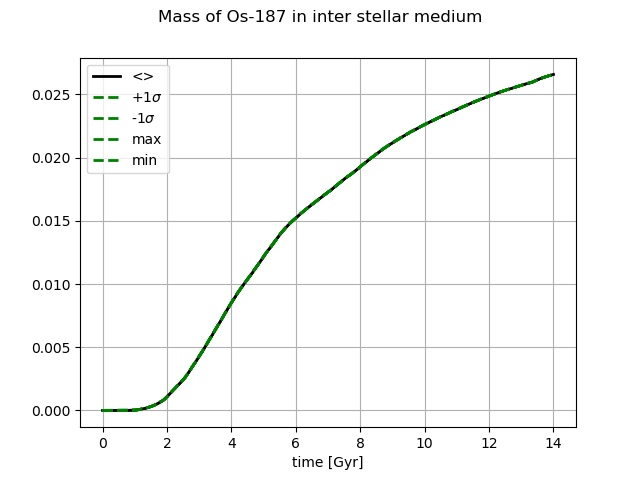 Mass of Os-187 in inter stellar medium
<>
+1σ
-1σ
max
min
0.025
0.020
0.015
0.010
0.005
0.000
0 2 4 6 8 10 12 14
time [Gyr]